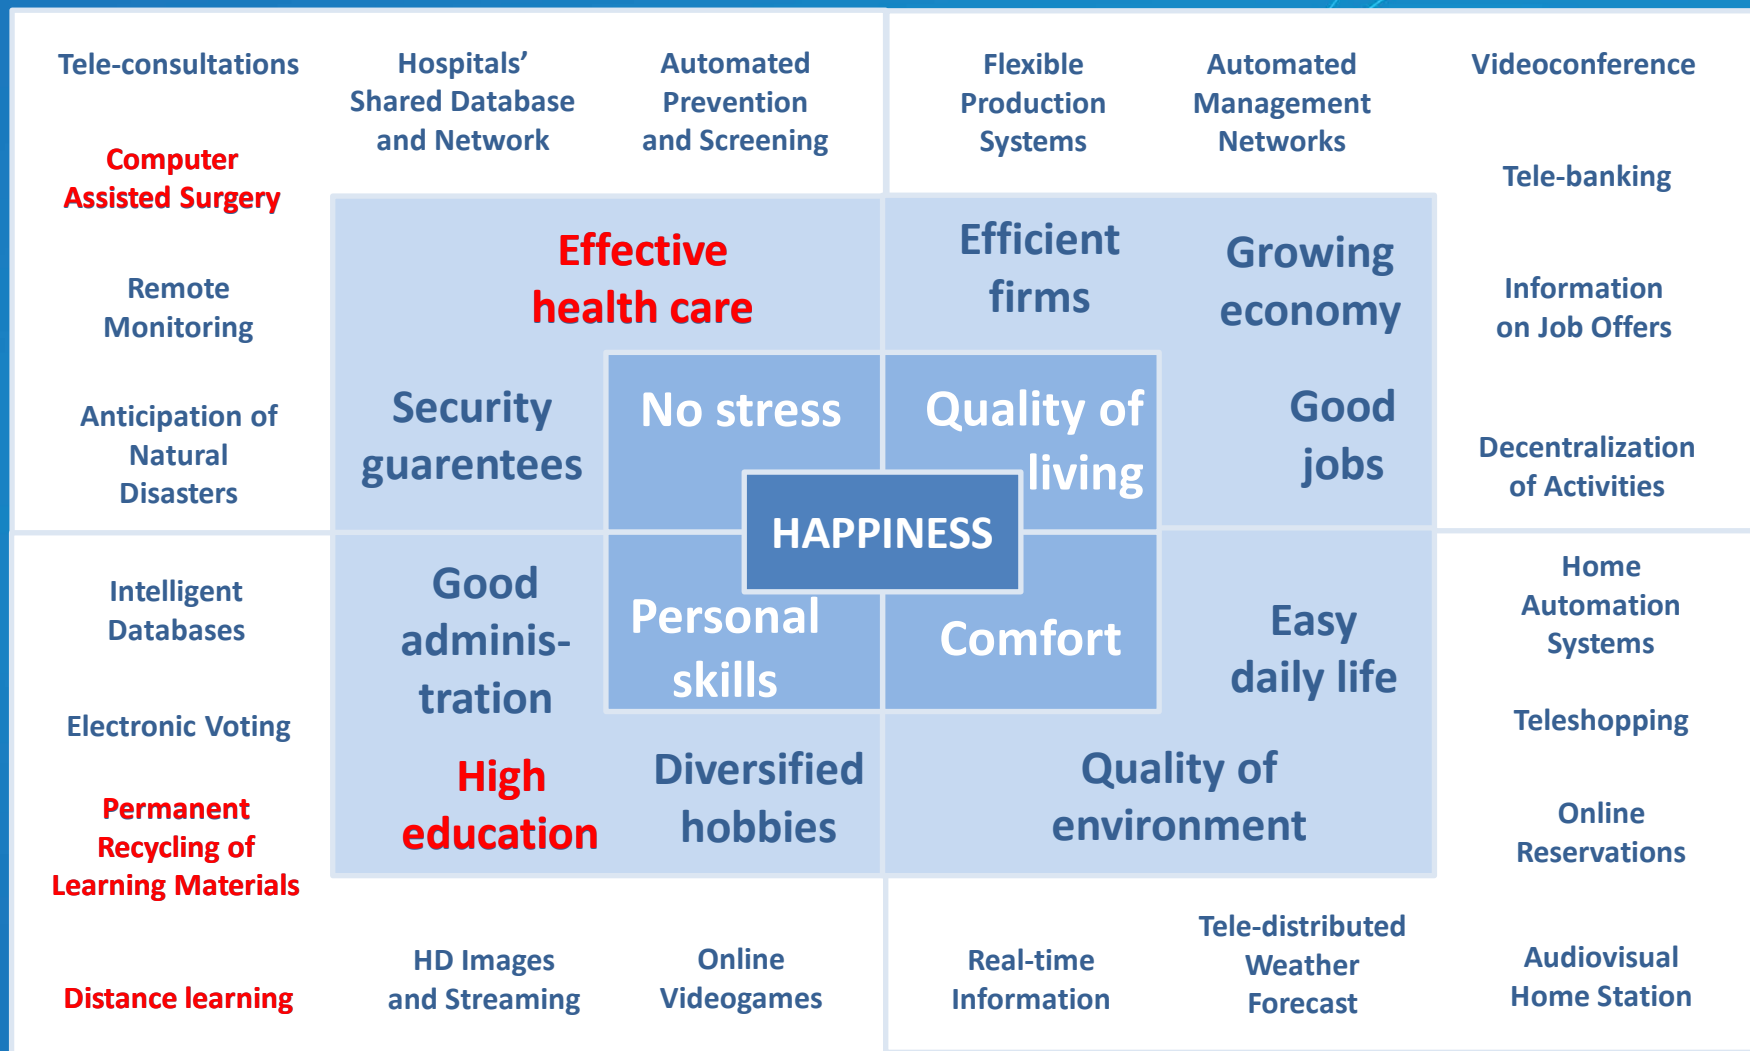 Tele-consultations
Hospitals’
Shared Database
and Network
Automated
Prevention
and Screening
Computer
Assisted Surgery
Remote
Monitoring
Anticipation of
Natural
Disasters
Effective
health care
Security
guarentees
No stress
Flexible
Production
Systems
Automated
Management
Networks
Videoconference
Tele-banking
Information
on Job Offers
Decentralization
of Activities
Efficient
firms
Growing
economy
Good
jobs
Quality of
living
HAPPINESS
Intelligent
Databases
Electronic Voting
Permanent
Recycling of
Learning Materials
Distance learning
HD Images
and Streaming
Online
Videogames
Good
adminis-
tration
High
education
Diversified
hobbies
Personal
skills
Comfort
Easy
daily life
Quality of
environment
Home
Automation
Systems
Teleshopping
Online
Reservations
Real-time
Information
Tele-distributed
Weather
Forecast
Audiovisual
Home Station